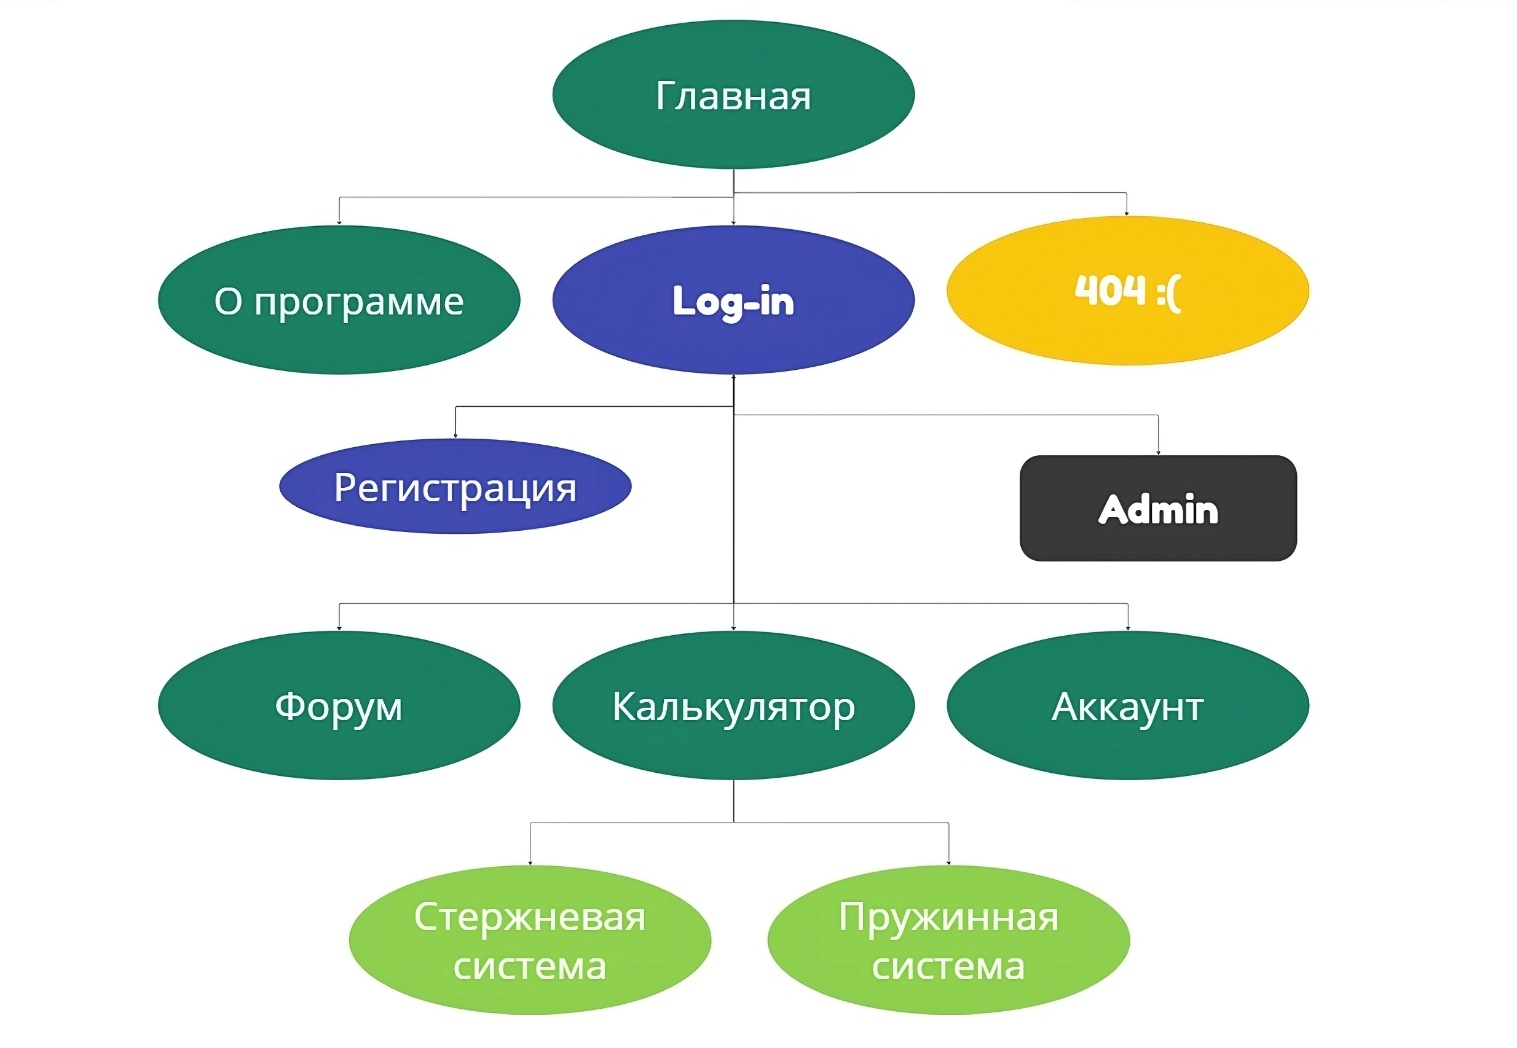 Главная
О программе
Log-in
404 :(
Регистрация
Admin
Форум
Калькулятор
Аккаунт
Стержневая
система
Пружинная
система